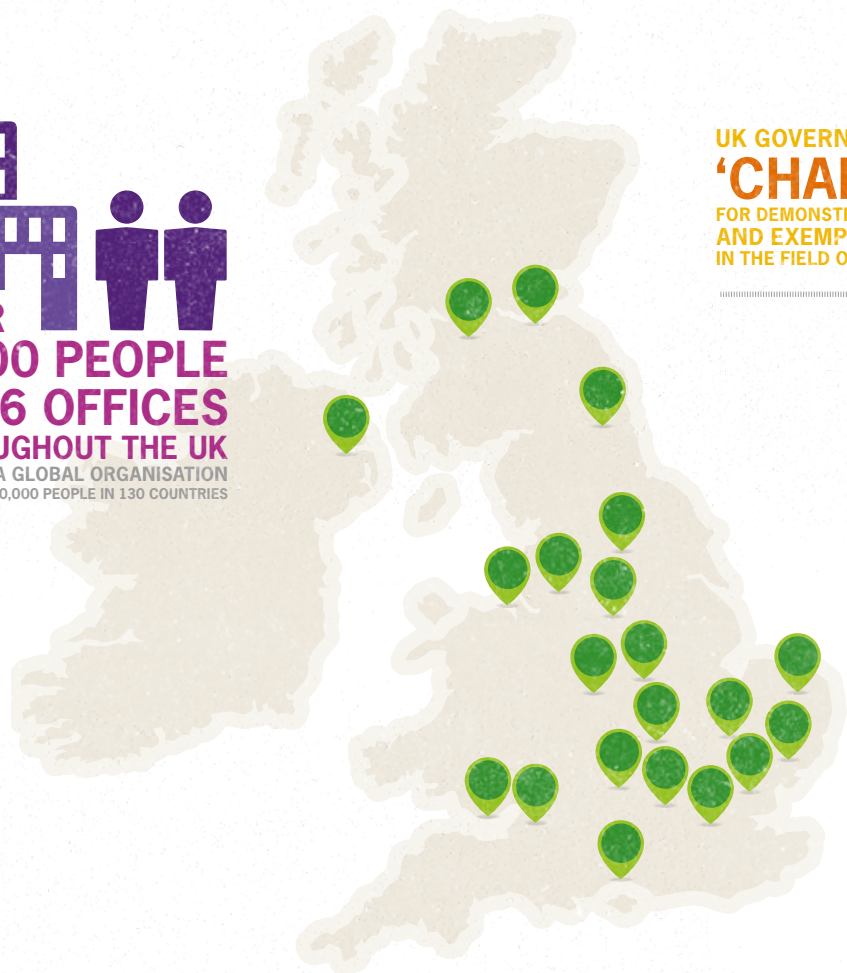 R
00 PEOPLE
6 OFFICES
UGHOUT THE UK
A GLOBAL ORGANISATION
0,000 PEOPLE IN 130 COUNTRIES
UK GOVERN
‘CHA
FOR DEMONST
AND EXEMP
IN THE FIELD O